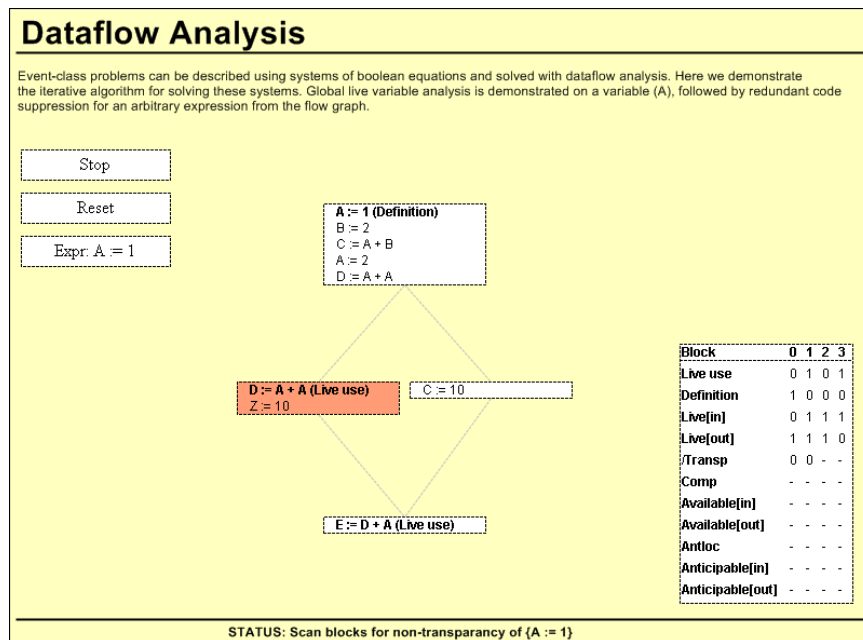 Dataflow Analysis
Event-class problems can be described using systems of boolean equations and solved with dataflow analysis. Here we demonstrate
the iterative algorithm for solving these systems. Global live variable analysis is demonstrated on a variable (A), followed by redundant code
suppression for an arbitrary expression from the flow graph.
Stop
Reset
Expr: A := 1
A := 1 (Definition)
B := 2
C := A + B
A := 2
D := A + A
D := A + A (Live use)
Z := 10
C := 10
E := D + A (Live use)
Block 0 1 2 3
Live use 0 1 0 1
Definition 1 0 0 0
Live[in] 0 1 1 1
Live[out] 1 1 1 0
/Transp 0 0 - -
Comp - - - -
Available[in] - - - -
Available[out] - - - -
Antloc - - - -
Anticipable[in] - - - -
Anticipable[out] - - - -
STATUS: Scan blocks for non-transparancy of {A := 1}